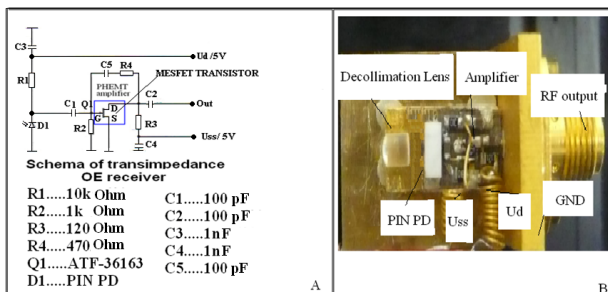 C3
Ud /5V
C5
R4
MESFET TRANSISTOR
R1
PHEMT
amplifier
C1
Q1
D
C2
Out
G
S
R3
D1
R2
Uss/ 5V
C4
Schema of transimpedance
OE receiver
R1.....10k Ohm
R2.....1k Ohm
R3.....120 Ohm
R4.....470 Ohm
Q1.....ATF-36163
D1.....PIN PD
C1.....100 pF
C2.....100 pF
C3.....1nF
C4.....1nF
C5.....100 pF
A
Decollimation Lens
Amplifier
RF output
PIN PD
Uss
Ud
GND
B